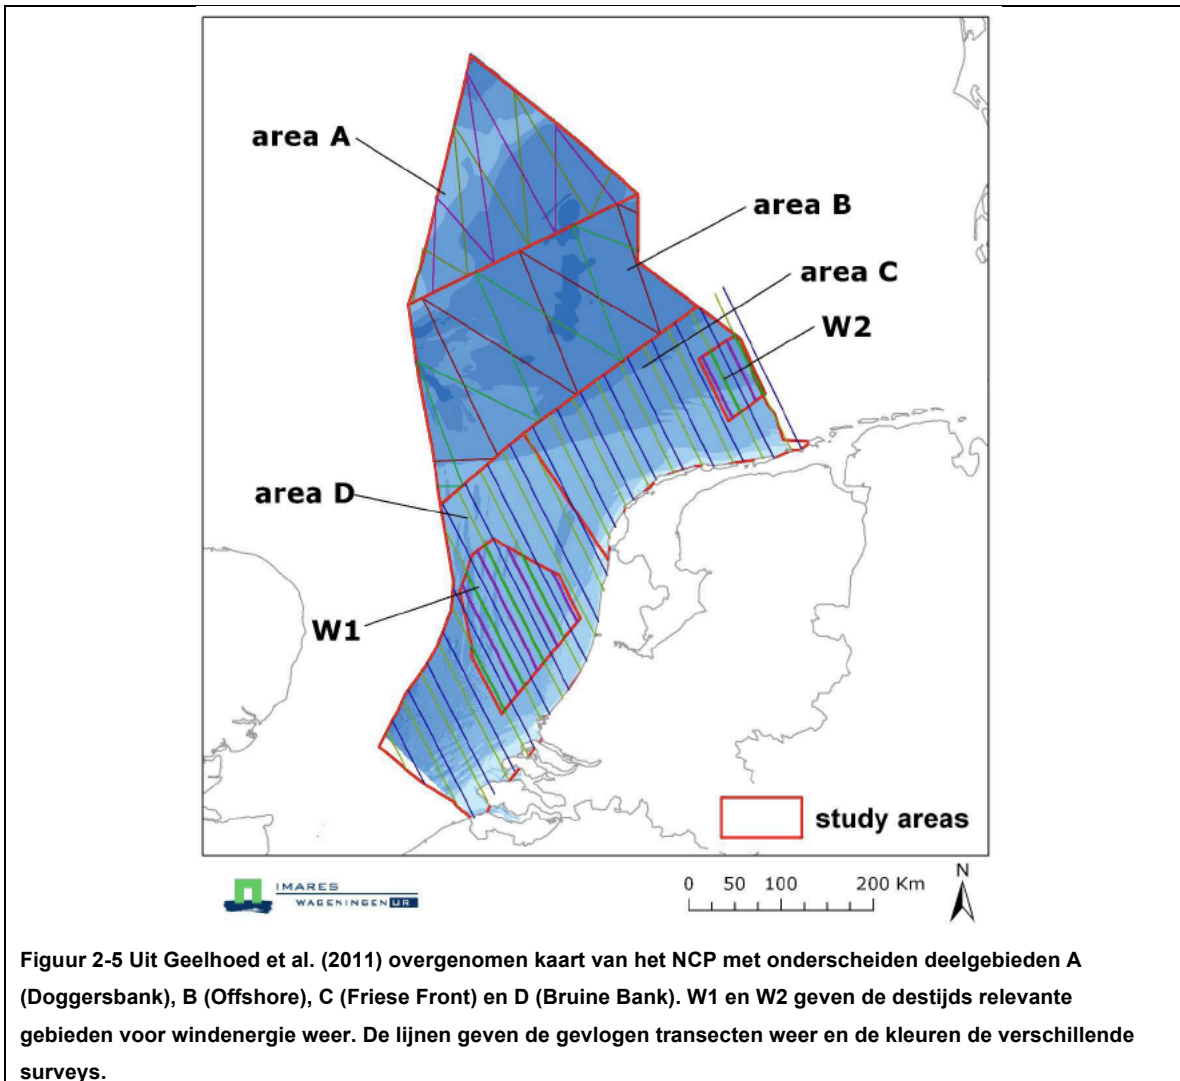 area A
area B
area C
W2
area D
W1
study areas
IMARES
WAGENINGEN UR
0 50 100 200 Km
N
Figuur 2-5 Uit Geelhoed et al. (2011) overgenomen kaart van het NCP met onderscheiden deelgebieden A
(Doggersbank), B (Offshore), C (Friese Front) en D (Bruine Bank). W1 en W2 geven de destijds relevante
gebieden voor windenergie weer. De lijnen geven de gevlogen transecten weer en de kleuren de verschillende
surveys.